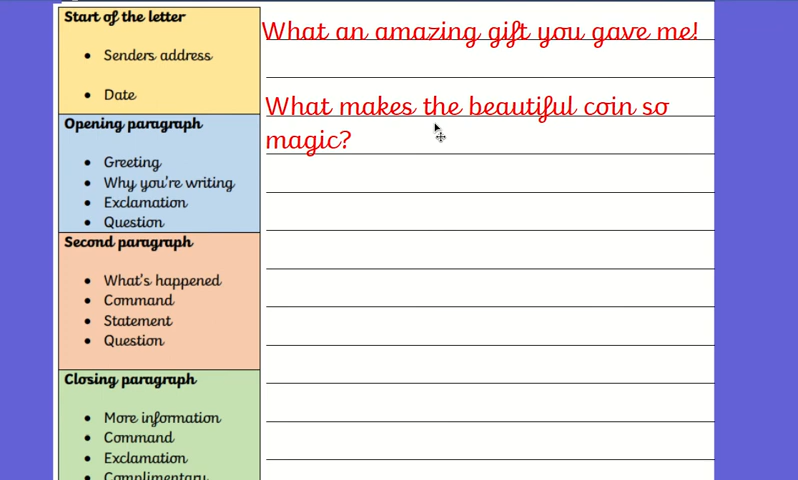 Start of the letter
Senders address
Date
Opening paragraph
Greeting
Why you're writing
Exclamation
Question
Second paragraph
What's happened
Command
Statement
Question
Closing paragraph
More information
Command
Exclamation
Complimentary
What an amazing gift you gave me!
What makes the beautiful coin so
magic?